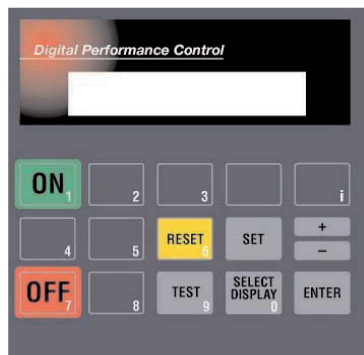 Digital Performance Control
ON 1
2
3
i
4
5
RESET 6
SET
+
−
OFF 7
8
TEST 9
SELECT
DISPLAY
0
ENTER